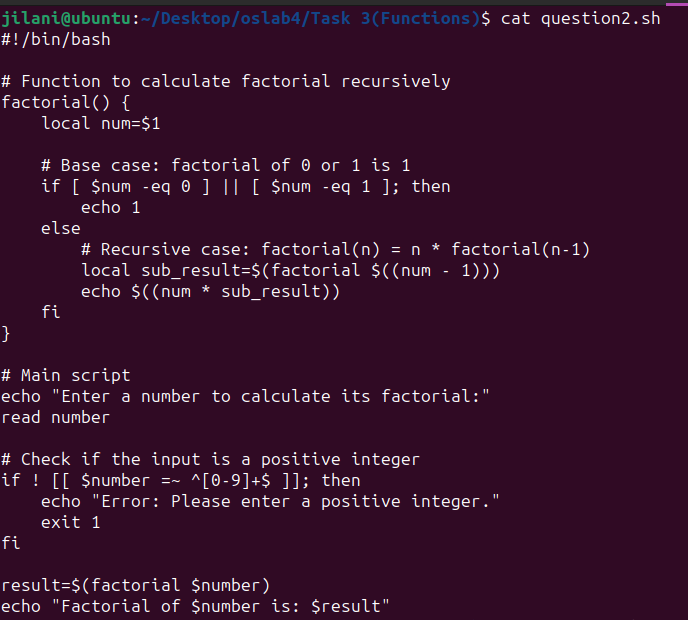 jilani@ubuntu:~/Desktop/oslab4/Task 3(Functions)$ cat question2.sh
#!/bin/bash

# Function to calculate factorial recursively
factorial() {
    local num=$1

    # Base case: factorial of 0 or 1 is 1
    if [ $num -eq 0 ] || [ $num -eq 1 ]; then
        echo 1
    else
        # Recursive case: factorial(n) = n * factorial(n-1)
        local sub_result=$(factorial $((num - 1)))
        echo $((num * sub_result))
    fi
}

# Main script
echo "Enter a number to calculate its factorial:"
read number

# Check if the input is a positive integer
if ! [[ $number =~ ^[0-9]+$ ]]; then
    echo "Error: Please enter a positive integer."
    exit 1
fi

result=$(factorial $number)
echo "Factorial of $number is: $result"